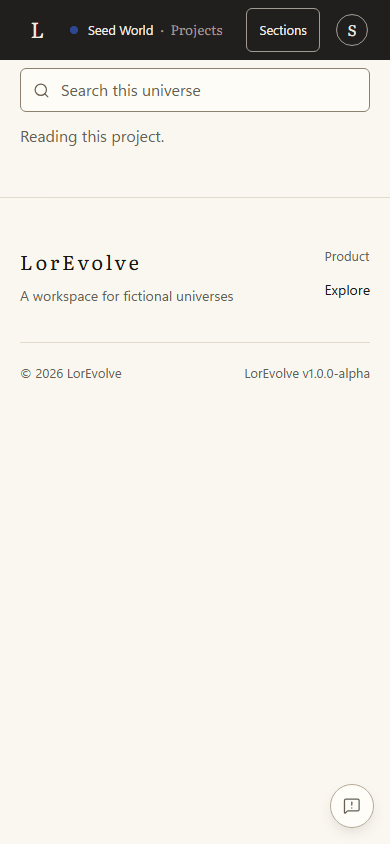 L Seed World · Projects Sections S
Search this universe
Reading this project.
LorEvolve
Product
A workspace for fictional universes
Explore
© 2026 LorEvolve
LorEvolve v1.0.0-alpha